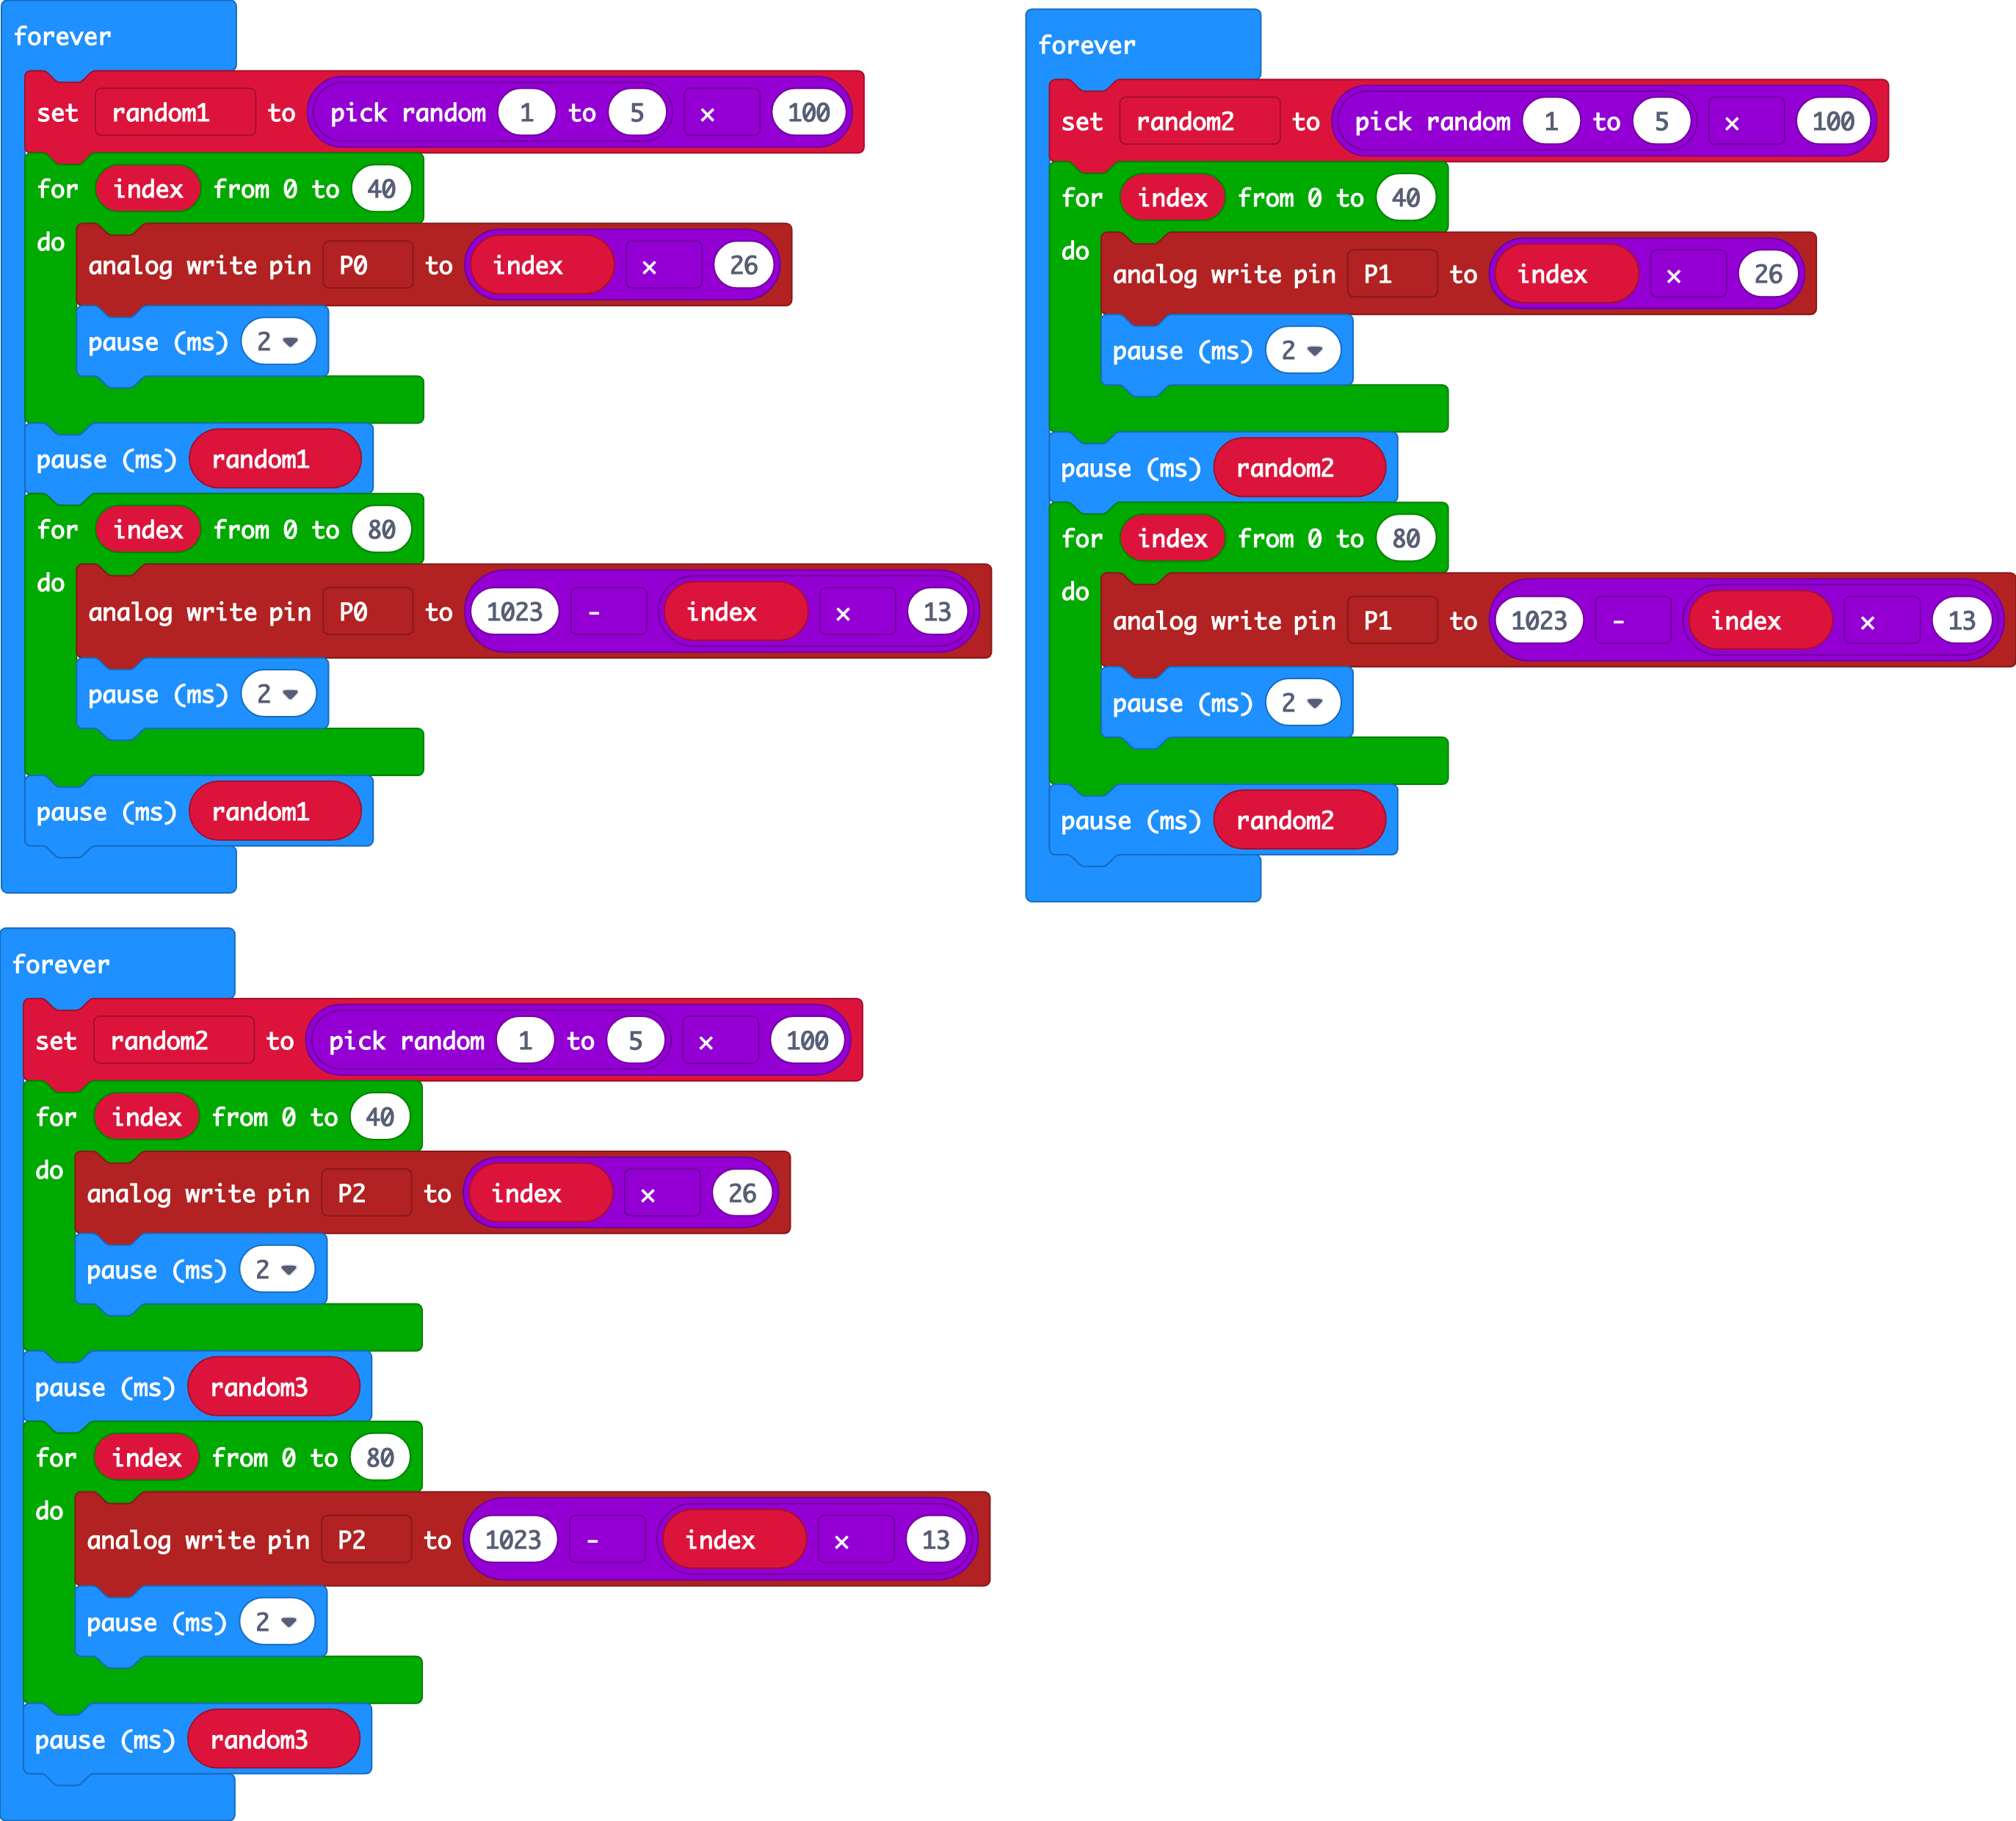 forever
set random1 to pick random 1 to 5 × 100
for index from 0 to 40
do
analog write pin P0 to index × 26
pause (ms) 2
pause (ms) random1
for index from 0 to 80
do
analog write pin P0 to 1023 - index × 13
pause (ms) 2
pause (ms) random1
forever
set random2 to pick random 1 to 5 × 100
for index from 0 to 40
do
analog write pin P1 to index × 26
pause (ms) 2
pause (ms) random2
for index from 0 to 80
do
analog write pin P1 to 1023 - index × 13
pause (ms) 2
pause (ms) random2
forever
set random2 to pick random 1 to 5 × 100
for index from 0 to 40
do
analog write pin P2 to index × 26
pause (ms) 2
pause (ms) random3
for index from 0 to 80
do
analog write pin P2 to 1023 - index × 13
pause (ms) 2
pause (ms) random3